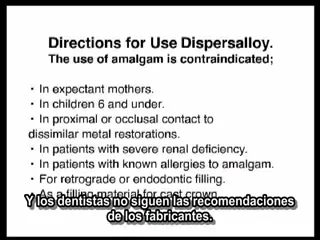 Directions for Use Dispersalloy.
The use of amalgam is contraindicated;
· In expectant mothers.
· In children 6 and under.
· In proximal or occlusal contact to
dissimilar metal restorations.
· In patients with severe renal deficiency.
· In patients with known allergies to amalgam.
· For retrograde or endodontic filling.
· As a filling material for cast crown.
Y los dentistas no siguen las recomendaciones
de los fabricantes.